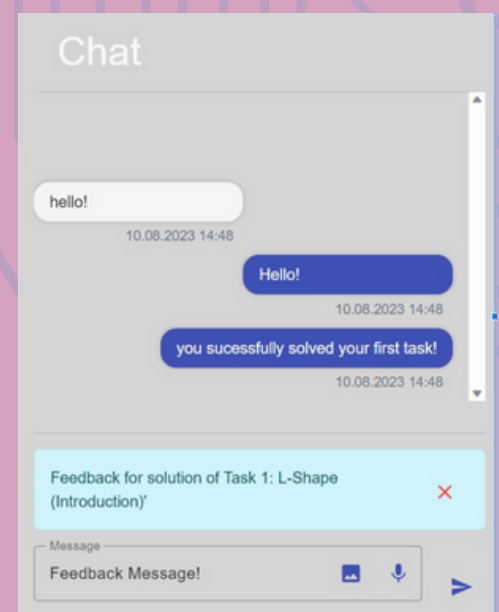 Chat
hello!
10.08.2023 14:48
Hello!
10.08.2023 14:48
you sucessfully solved your first task!
10.08.2023 14:48
Feedback for solution of Task 1: L-Shape
(Introduction)'
Message
Feedback Message!